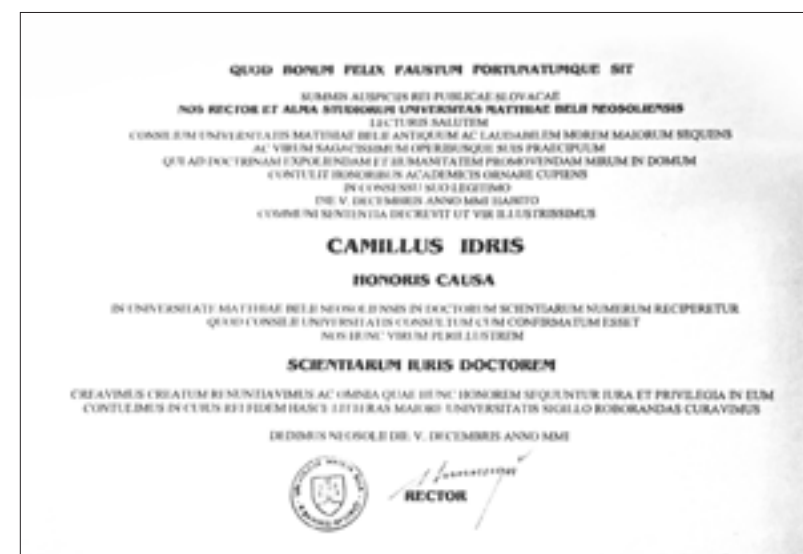 QUOD BONUM FELIX FAUSTUM FORTUNATUMQUE SIT
SUMMIS AUSPICIIS REI PUBLICAE SLOVACAE
NOS RECTOR ET ALMA STUDIORUM UNIVERSITAS MATTHIAE BELII NEOSOLIENSIS
LECTURIS SALUTEM
CONSILIUM UNIVERSITATIS MATTHIAE BELII ANTIQUUM AC LAUDABILEM MOREM MAIORUM SEQUENS
AC VIRUM SAGACISSIMUM OPERIBUSQUE SUIS PRAECIPUUM
QUI AD DOCTRINAM EXPOLIENDAM ET HUMANITATEM PROMOVENDAM MIRUM IN DOMUM
CONTULIT HONORIBUS ACADEMICIS ORNARE CUPIENS
IN CONSESSU SUO LEGITIMO
DIE V. DECEMBRIS ANNO MMI HABITO
COMMUNI SENTENTIA DECREVIT UT VIR ILLUSTRISSIMUS
CAMILLUS IDRIS
HONORIS CAUSA
IN UNIVERSITATE MATTHIAE BELII NEOSOLIENSIS IN DOCTORUM SCIENTIARUM NUMERUM RECIPERETUR
QUOD CONSILII UNIVERSITATIS CONSULTUM CUM CONFIRMATUM ESSET
NOS HUNC VIRUM PERILLUSTREM
SCIENTIARUM IURIS DOCTOREM
CREAVIMUS CREATUM RENUNTIAVIMUS AC OMNIA QUAE HUNC HONOREM SEQUUNTUR IURA ET PRIVILEGIA IN EUM
CONTULIMUS IN CUIUS REI FIDEM HASCE LITTERAS MAIORE UNIVERSITATIS SIGILLO ROBORANDAS CURAVIMUS
DEDIMUS NEOSOLII DIE V. DECEMBRIS ANNO MMI
RECTOR